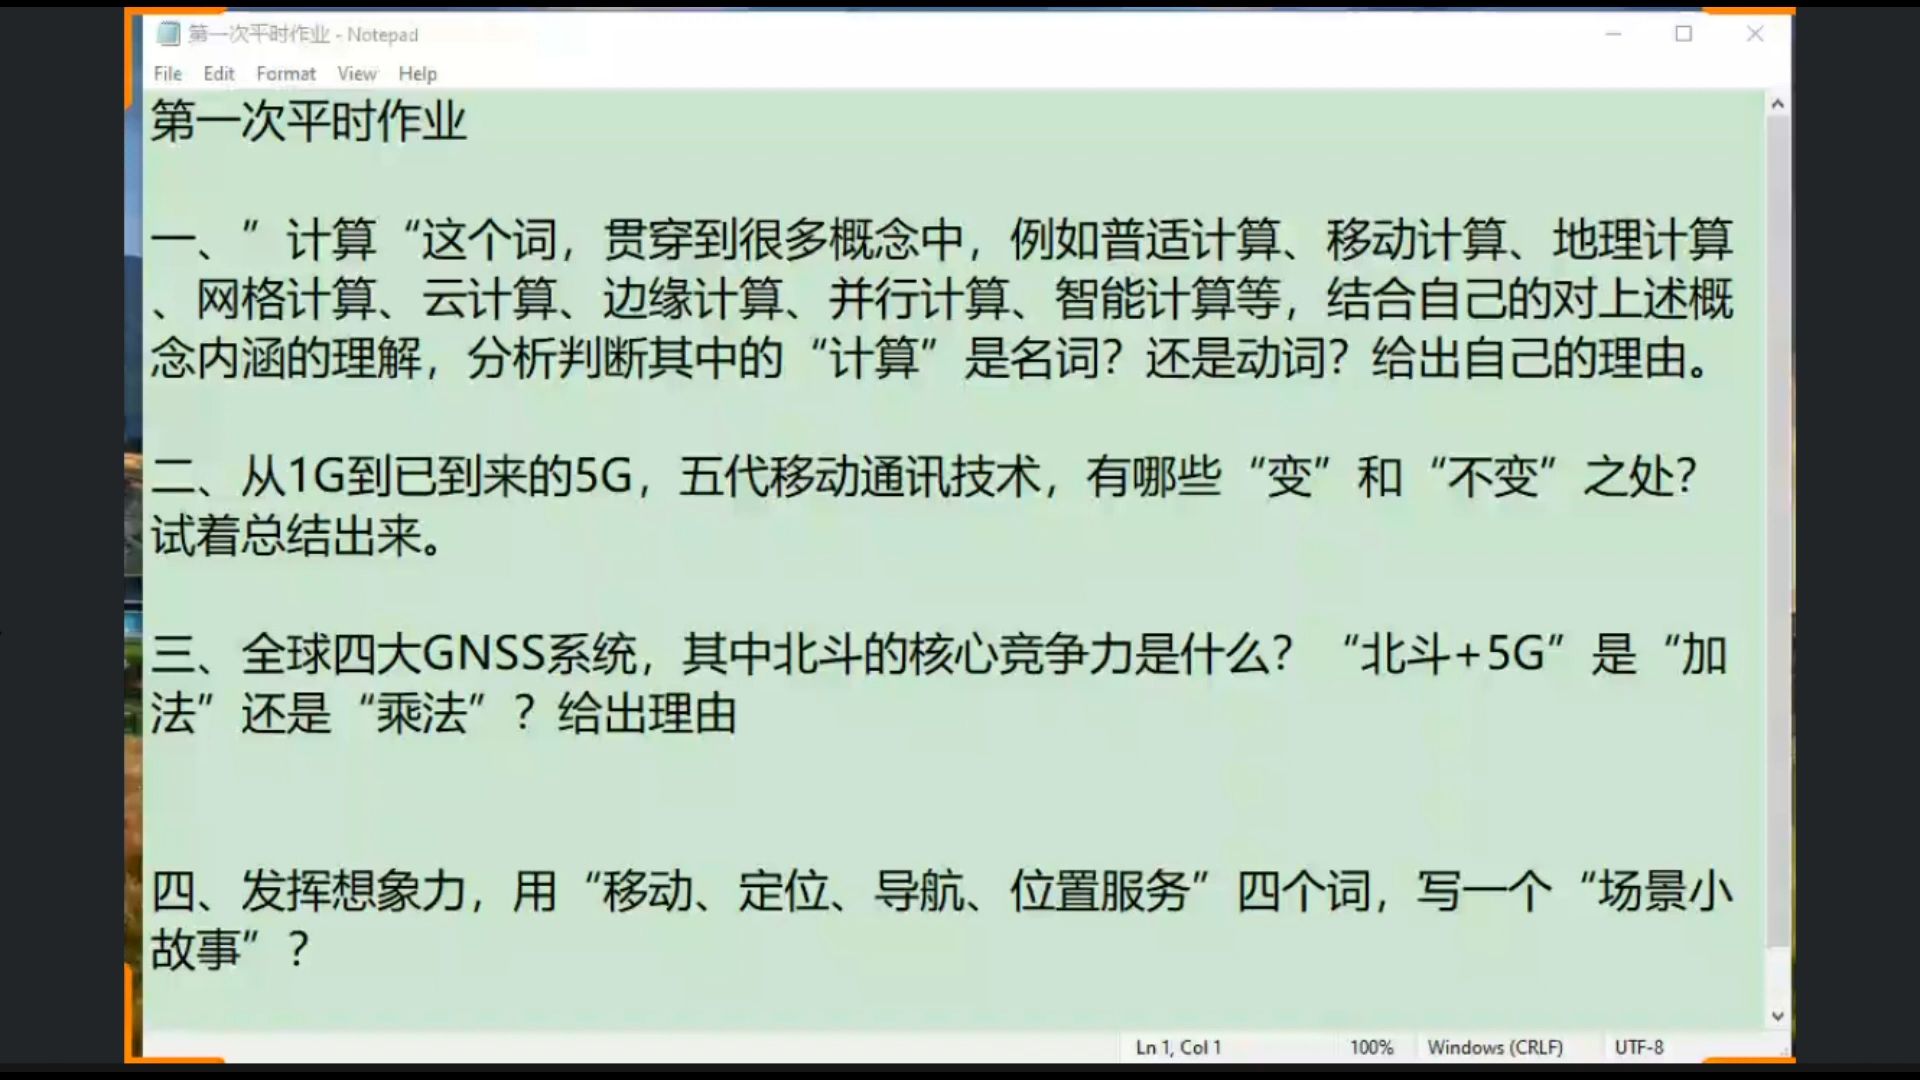 第一次平时作业 - Notepad
File Edit Format View Help
第一次平时作业
一、”计算“这个词，贯穿到很多概念中，例如普适计算、移动计算、地理计算
、网格计算、云计算、边缘计算、并行计算、智能计算等，结合自己的对上述概
念内涵的理解，分析判断其中的“计算”是名词？还是动词？给出自己的理由。
二、从1G到已到来的5G，五代移动通讯技术，有哪些“变”和“不变”之处？
试着总结出来。
三、全球四大GNSS系统，其中北斗的核心竞争力是什么？ “北斗+5G”是“加
法”还是“乘法”？给出理由
四、发挥想象力，用“移动、定位、导航、位置服务”四个词，写一个“场景小
故事”？
Ln 1, Col 1 100% Windows (CRLF) UTF-8